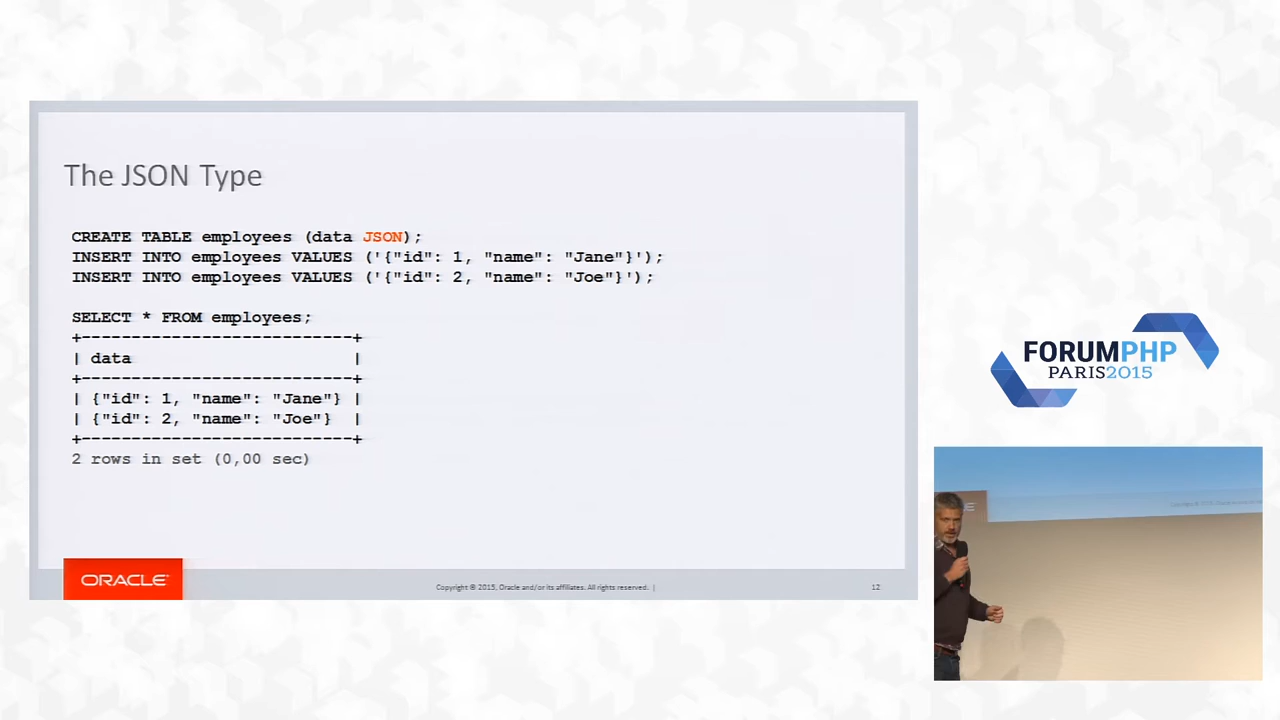 The JSON Type
CREATE TABLE employees (data JSON);
INSERT INTO employees VALUES ('{"id": 1, "name": "Jane"}');
INSERT INTO employees VALUES ('{"id": 2, "name": "Joe"}');
SELECT * FROM employees;
+---------------------------+
| data                      |
+---------------------------+
| {"id": 1, "name": "Jane"} |
| {"id": 2, "name": "Joe"}  |
+---------------------------+
2 rows in set (0,00 sec)
ORACLE
Copyright © 2015, Oracle and/or its affiliates. All rights reserved. |
12
FORUMPHP
PARIS2015